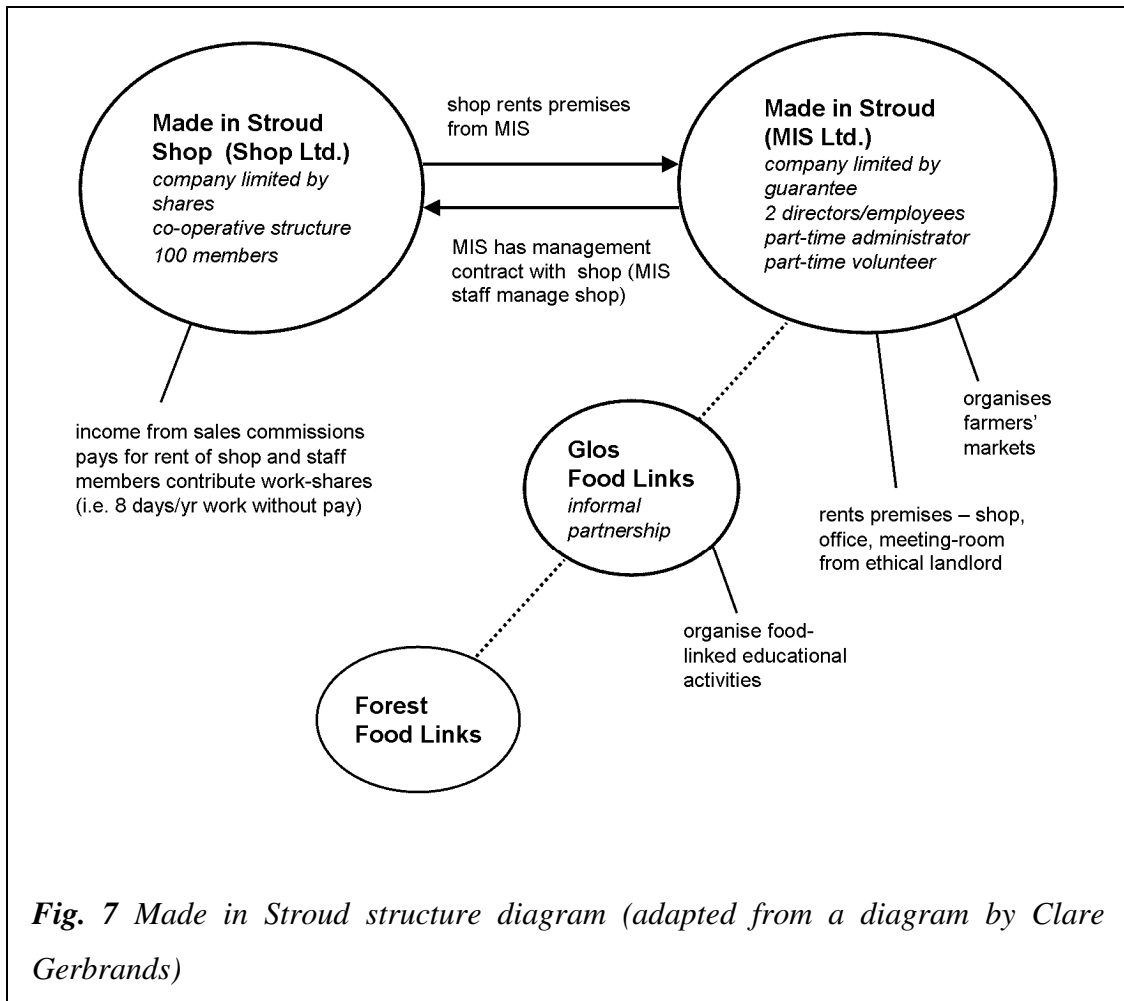 Made in Stroud
Shop (Shop Ltd.)
company limited by
shares
co-operative structure
100 members
shop rents premises
from MIS
MIS has management
contract with shop (MIS
staff manage shop)
Made in Stroud
(MIS Ltd.)
company limited by
guarantee
2 directors/employees
part-time administrator
part-time volunteer
income from sales commissions
pays for rent of shop and staff
members contribute work-shares
(i.e. 8 days/yr work without pay)
Glos
Food Links
informal
partnership
organises
farmers'
markets
rents premises – shop,
office, meeting-room
from ethical landlord
organise food-
linked educational
activities
Forest
Food Links
Fig. 7 Made in Stroud structure diagram (adapted from a diagram by Clare
Gerbrands)